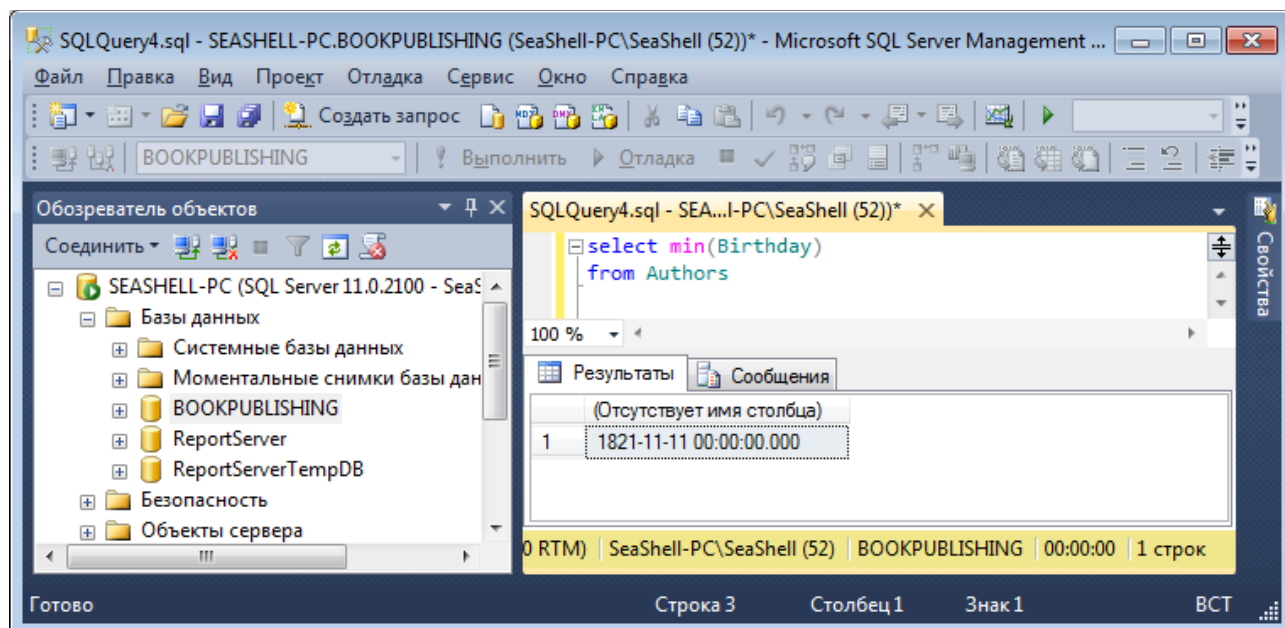 SQLQuery4.sql - SEASHELL-PC.BOOKPUBLISHING (SeaShell-PC\SeaShell (52))* - Microsoft SQL Server Management ...
Файл Правка Вид Проект Отладка Сервис Окно Справка
Создать запрос
BOOKPUBLISHING Выполнить Отладка
Обозреватель объектов
Соединить
SEASHELL-PC (SQL Server 11.0.2100 - SeaS
Базы данных
Системные базы данных
Моментальные снимки базы дан
BOOKPUBLISHING
ReportServer
ReportServerTempDB
Безопасность
Объекты сервера
SQLQuery4.sql - SEA...l-PC\SeaShell (52))*
select min(Birthday)
from Authors
100 %
Результаты Сообщения
(Отсутствует имя столбца)
1 1821-11-11 00:00:00.000
0 RTM) SeaShell-PC\SeaShell (52) BOOKPUBLISHING 00:00:00 1 строк
Свойства
Готово Строка 3 Столбец 1 Знак 1 ВСТ